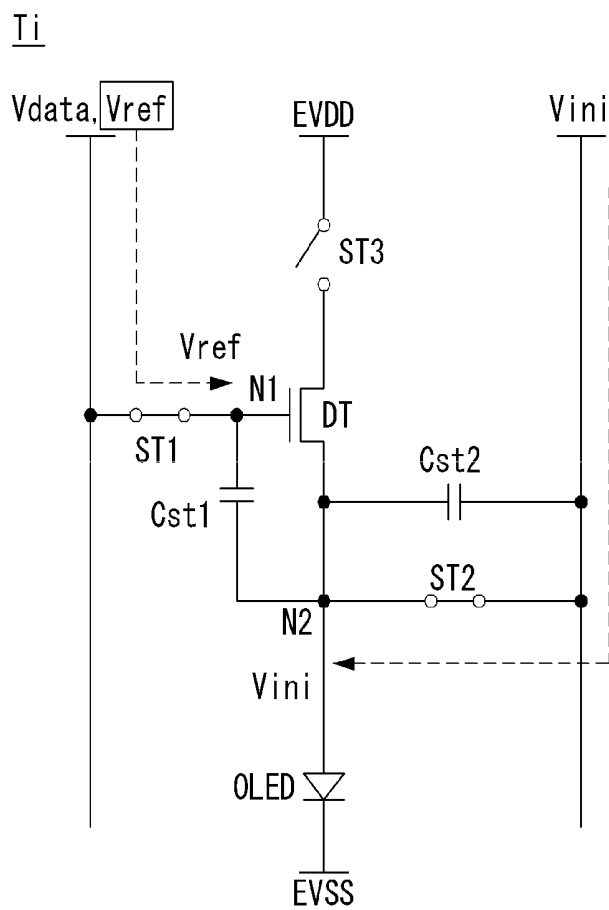 Ti
Vdata, Vref
EVDD
Vini
ST3
Vref
N1
DT
ST1
Cst2
Cst1
ST2
N2
Vini
OLED
EVSS